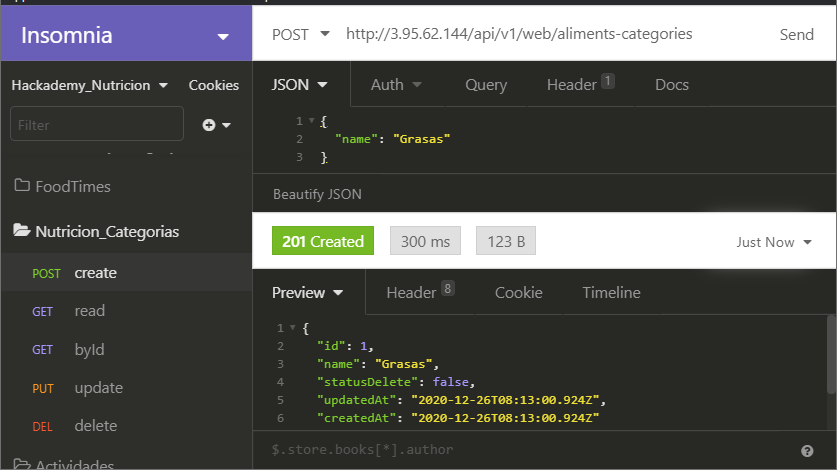 Insomnia
POST http://3.95.62.144/api/v1/web/aliments-categories Send
Hackademy_Nutricion Cookies
JSON Auth Query Header 1 Docs
Filter
1 {
2 "name": "Grasas"
3 }
FoodTimes
Beautify JSON
Nutricion_Categorias
201 Created 300 ms 123 B Just Now
POST create
GET read
GET byId
PUT update
DEL delete
Actividades
Preview Header 8 Cookie Timeline
1 {
2 "id": 1,
3 "name": "Grasas",
4 "statusDelete": false,
5 "updatedAt": "2020-12-26T08:13:00.924Z",
6 "createdAt": "2020-12-26T08:13:00.924Z"
$.store.books[*].author